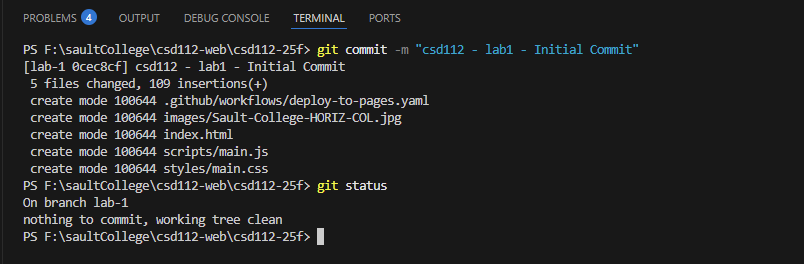 PROBLEMS 4 OUTPUT DEBUG CONSOLE TERMINAL PORTS
PS F:\saultCollege\csd112-web\csd112-25f> git commit -m "csd112 - lab1 - Initial Commit"
[lab-1 0cec8cf] csd112 - lab1 - Initial Commit
 5 files changed, 109 insertions(+)
 create mode 100644 .github/workflows/deploy-to-pages.yaml
 create mode 100644 images/Sault-College-HORIZ-COL.jpg
 create mode 100644 index.html
 create mode 100644 scripts/main.js
 create mode 100644 styles/main.css
PS F:\saultCollege\csd112-web\csd112-25f> git status
On branch lab-1
nothing to commit, working tree clean
PS F:\saultCollege\csd112-web\csd112-25f>